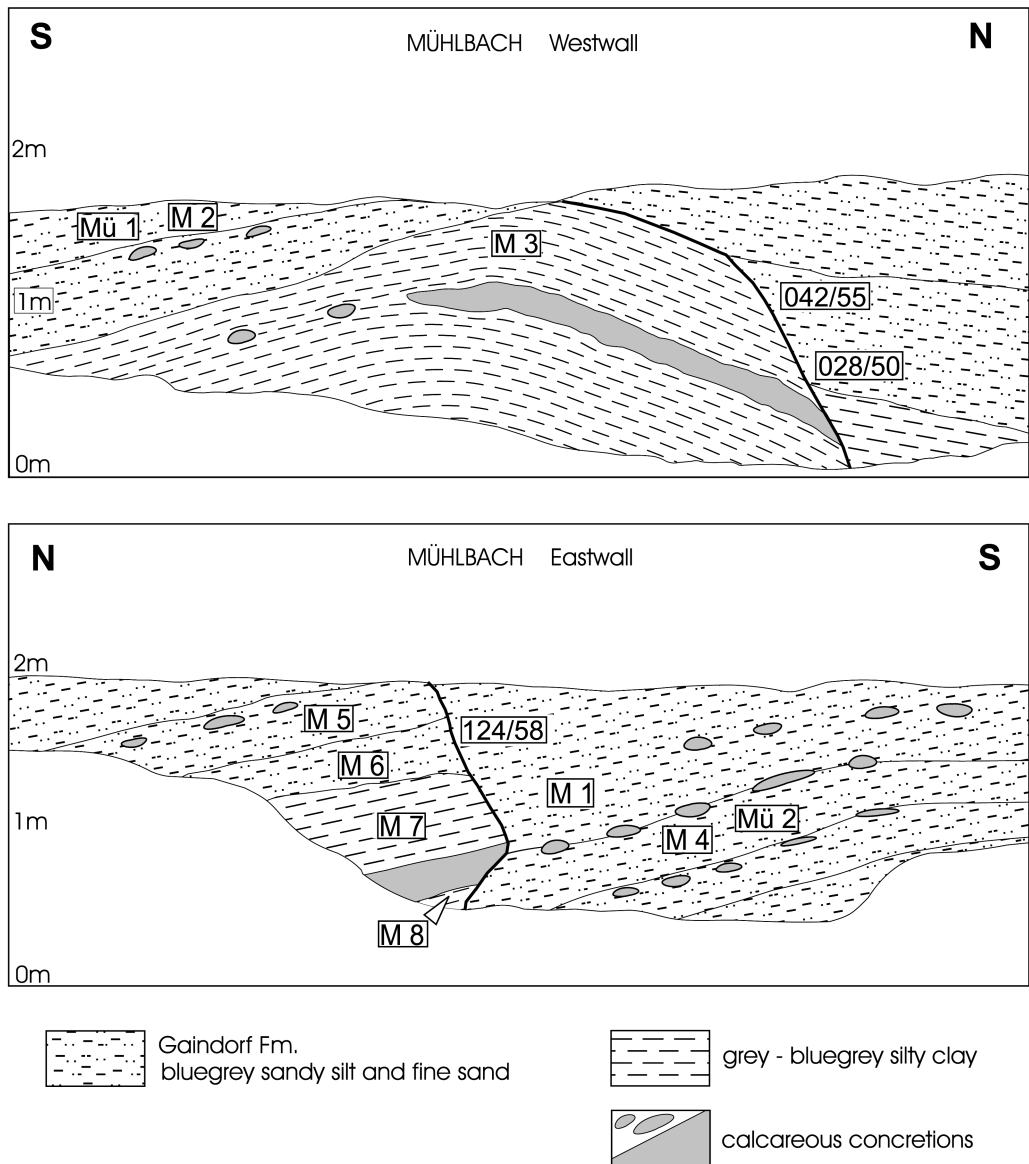 S MÜHLBACH Westwall N
2m
Mü 1 M 2
M 3
1m 042/55
028/50
0m
N MÜHLBACH Eastwall S
2m
M 5 124/58
M 6
M 1
1m M 7 M 4 Mü 2
M 8
0m
Gaindorf Fm.
bluegrey sandy silt and fine sand
grey - bluegrey silty clay
calcareous concretions